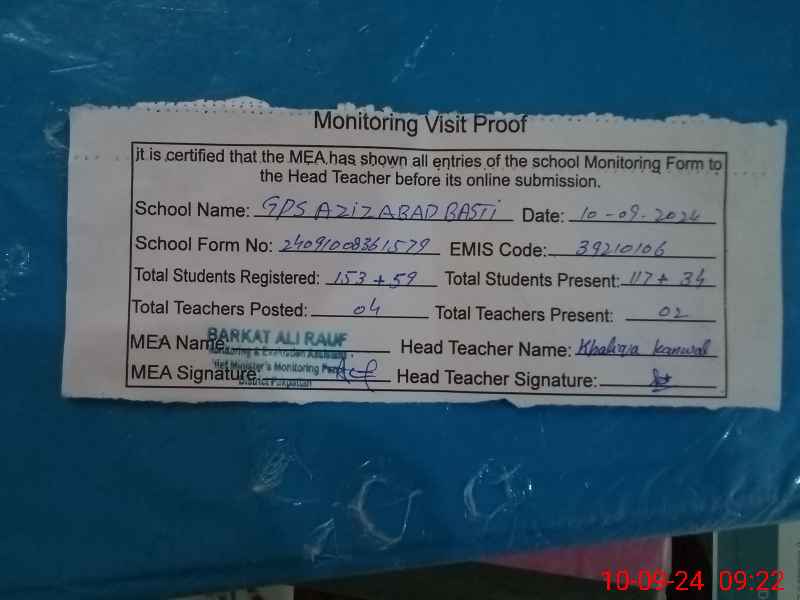 Monitoring Visit Proof
it is certified that the MEA has shown all entries of the school Monitoring Form to
the Head Teacher before its online submission.
School Name: GPS AZIZABAD BASTI Date: 10-09-2024
School Form No: 24091008361579 EMIS Code: 39210106
Total Students Registered: 153+59 Total Students Present: 117+34
Total Teachers Posted: 04 Total Teachers Present: 02
MEA Name: BARKAT ALI RAUF Head Teacher Name: Kanwal
Monitoring & Evaluation Assistant
Minister's Monitoring
MEA Signature: Head Teacher Signature:
District Pakpattan
10-09-24 09:22